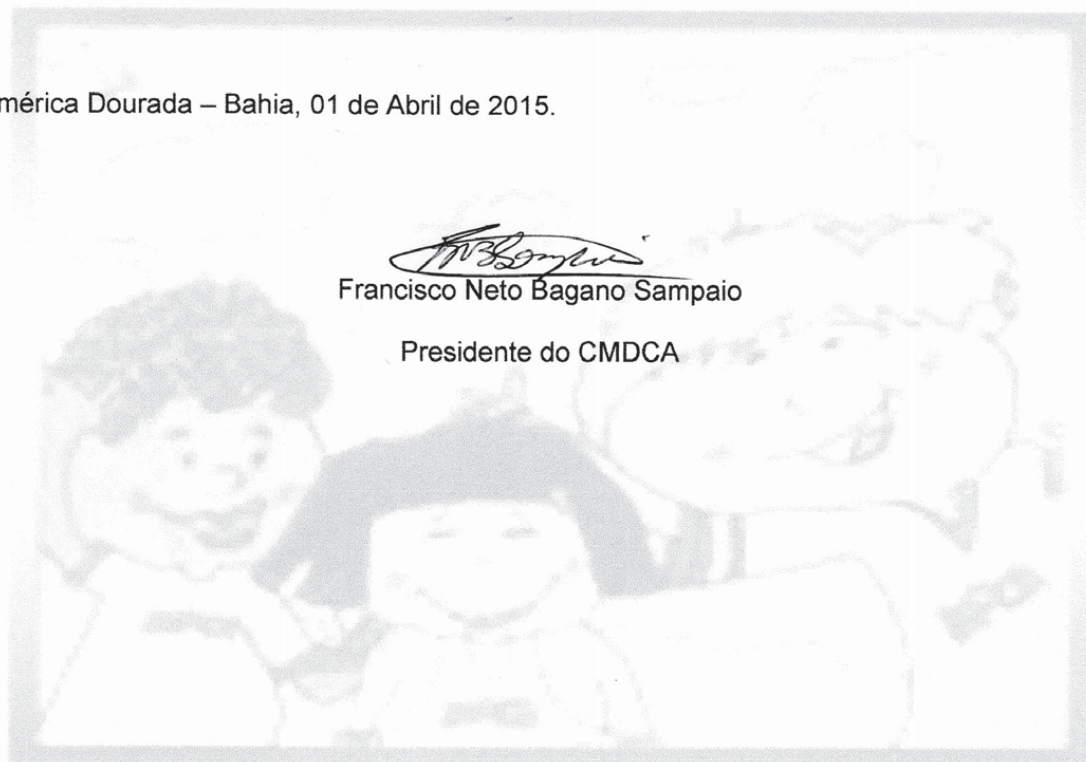 mérica Dourada – Bahia, 01 de Abril de 2015.
Francisco Neto Bagano Sampaio
Presidente do CMDCA